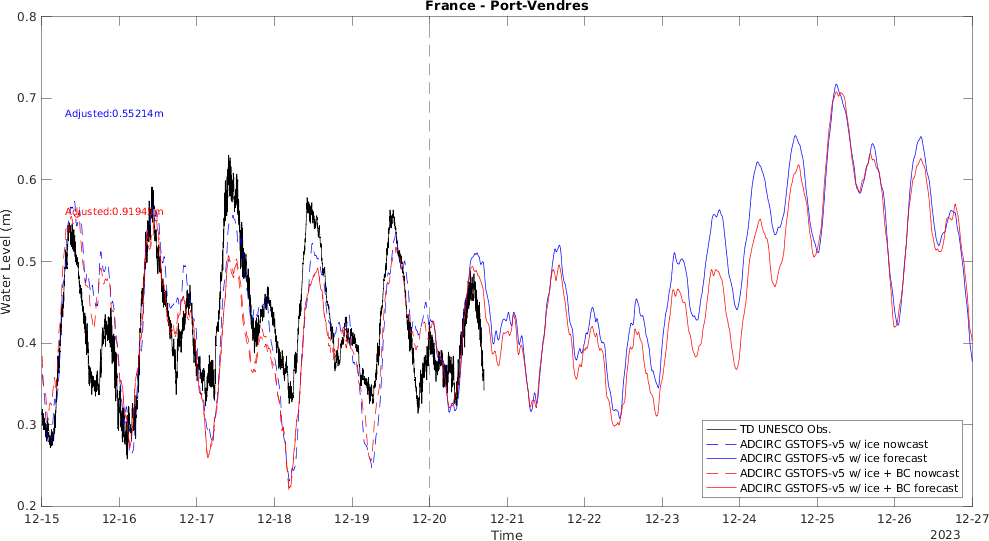 France - Port-Vendres
0.8
0.7
0.6
0.5
0.4
0.3
0.2
Water Level (m)
Adjusted:0.55214m
TD UNESCO Obs.
ADCIRC GSTOFS-v5 w/ ice nowcast
ADCIRC GSTOFS-v5 w/ ice forecast
ADCIRC GSTOFS-v5 w/ ice + BC nowcast
ADCIRC GSTOFS-v5 w/ ice + BC forecast
12-15 12-16 12-17 12-18 12-19 12-20 12-21 12-22 12-23 12-24 12-25 12-26 12-27
Time
2023